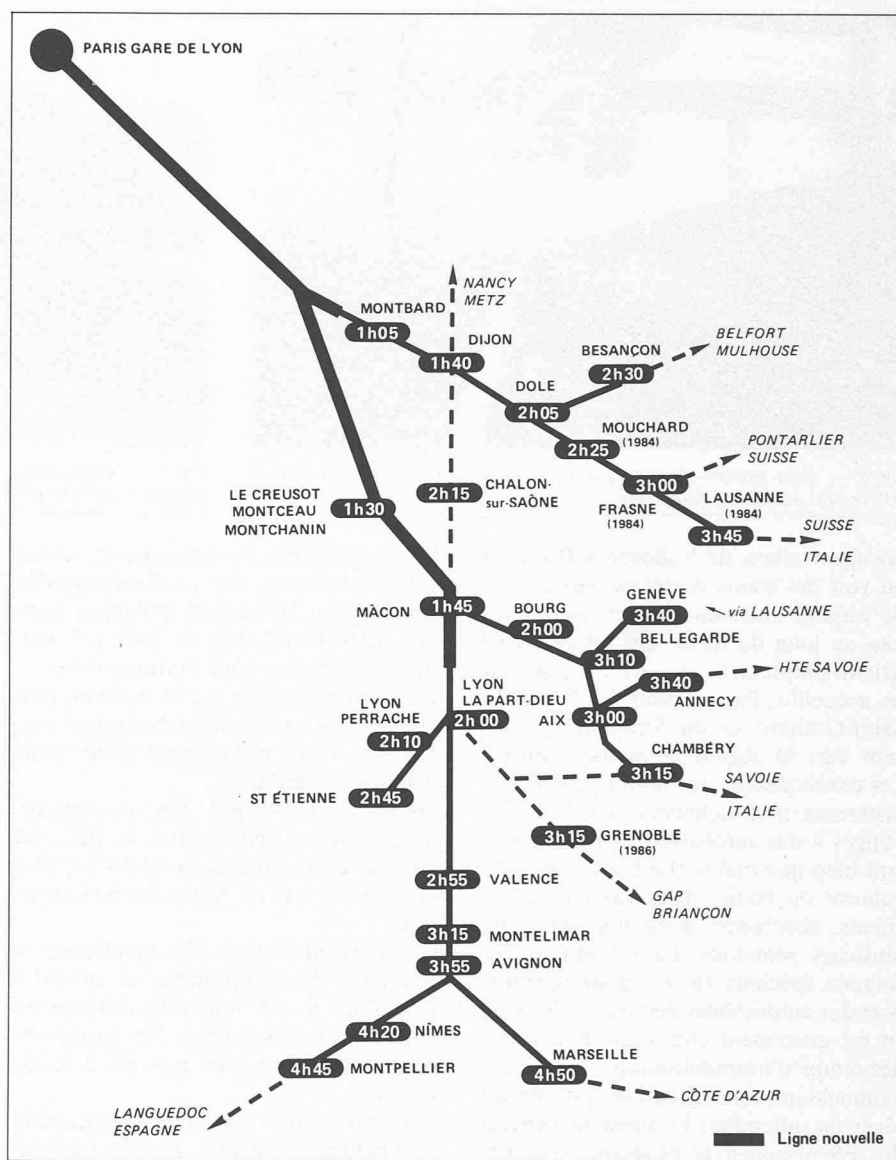 PARIS GARE DE LYON
NANCY
METZ
MONTBARD
1h05
DIJON
1h40
BESANÇON
2h30
BELFORT
MULHOUSE
DOLE
2h05
MOUCHARD
(1984)
2h25
PONTARLIER
SUISSE
3h00
FRASNE
(1984)
LAUSANNE
(1984)
3h45
SUISSE
ITALIE
2h15
CHALON-
sur-SAÔNE
LE CREUSOT
MONTCEAU
MONTCHANIN
1h30
MÀCON
1h45
BOURG
2h00
GENÈVE
3h40
via LAUSANNE
BELLEGARDE
3h10
HTE SAVOIE
3h40
ANNECY
AIX
3h00
CHAMBÉRY
3h15
SAVOIE
ITALIE
LYON
LA PART-DIEU
2h00
LYON
PERRACHE
2h10
ST ÉTIENNE
2h45
3h15
GRENOBLE
(1986)
GAP
BRIANÇON
2h55
VALENCE
3h15
MONTELIMAR
3h55
AVIGNON
4h20
NÎMES
4h45
MONTPELLIER
MARSEILLE
4h50
CÒTE D'AZUR
LANGUEDOC
ESPAGNE
Ligne nouvelle